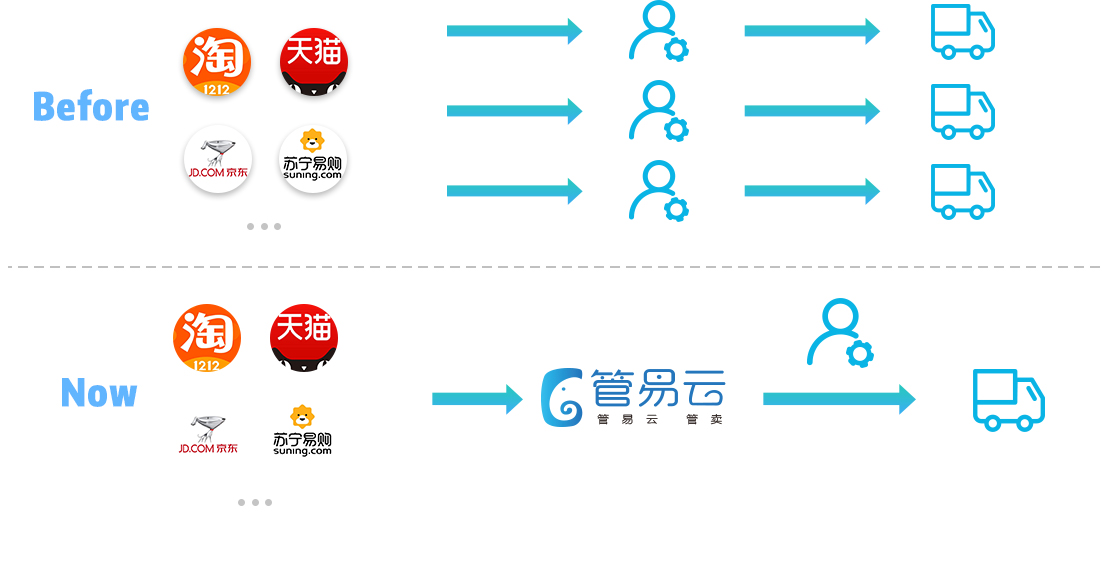 Before
淘
1212
天猫
JD.COM 京东
苏宁易购
suning.com
Now
淘
1212
天猫
JD.COM 京东
苏宁易购
suning.com
管易云
管易云 管卖